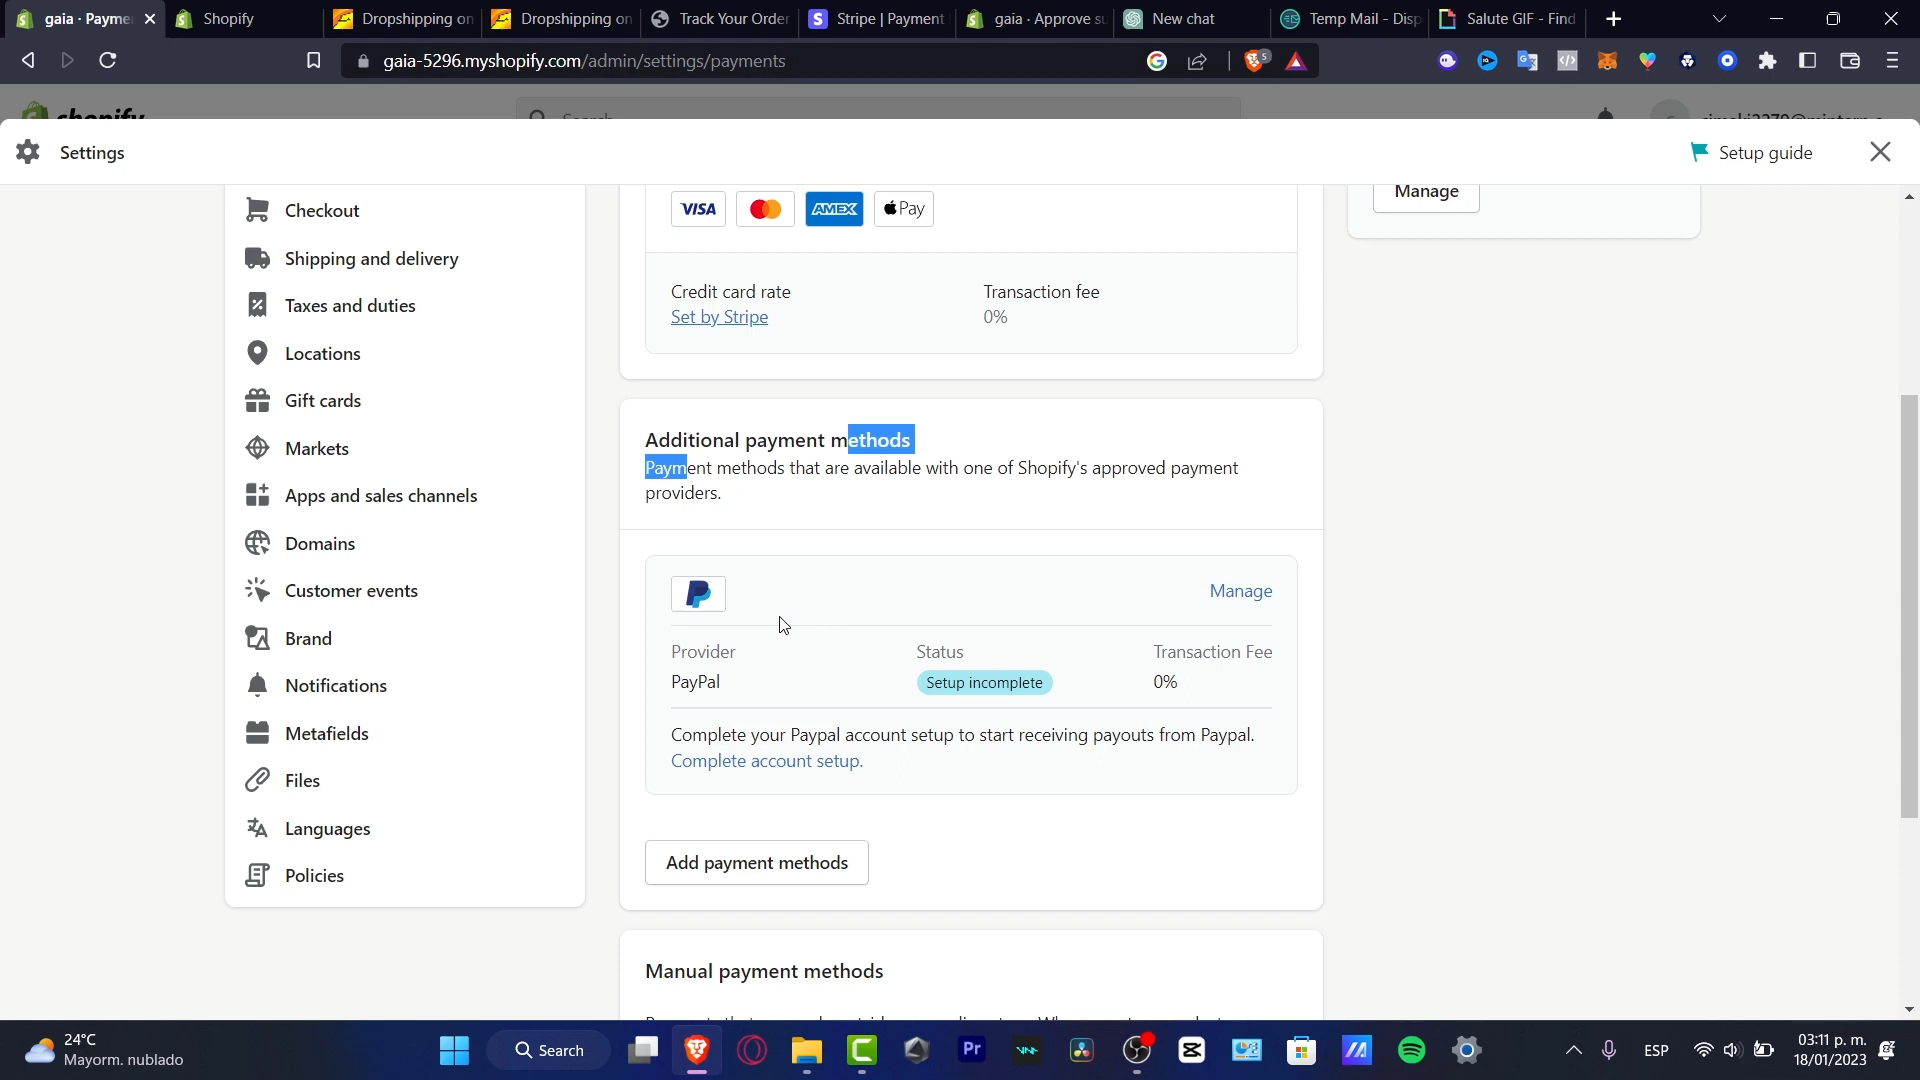 gaia · Payme
Shopify
Dropshipping on
Dropshipping on
Track Your Order
Stripe | Payment
gaia · Approve su
New chat
Temp Mail - Disp
Salute GIF - Find
gaia-5296.myshopify.com/admin/settings/payments
shopify
Search
Settings
Setup guide
Checkout
Shipping and delivery
Taxes and duties
Locations
Gift cards
Markets
Apps and sales channels
Domains
Customer events
Brand
Notifications
Metafields
Files
Languages
Policies
VISA
AMEX
Pay
Manage
Credit card rate
Transaction fee
Set by Stripe
0%
Additional payment methods
Payment methods that are available with one of Shopify's approved payment
providers.
Manage
Provider
Status
Transaction Fee
PayPal
Setup incomplete
0%
Complete your Paypal account setup to start receiving payouts from Paypal.
Complete account setup.
Add payment methods
Manual payment methods
24°C
Mayorm. nublado
Search
Pr
ESP
03:11 p. m.
18/01/2023